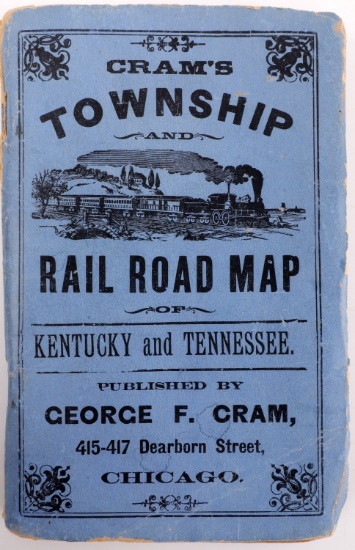 CRAM'S
TOWNSHIP
AND
RAIL ROAD MAP
OF
KENTUCKY and TENNESSEE.
PUBLISHED BY
GEORGE F. CRAM,
415-417 Dearborn Street,
CHICAGO.